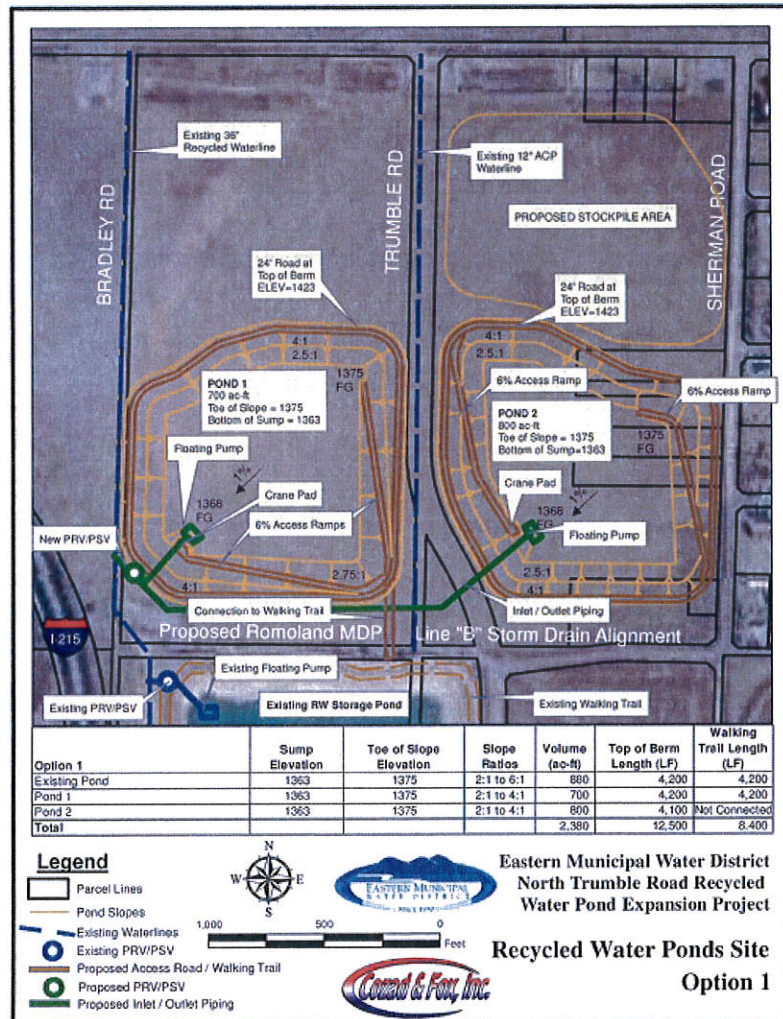 Existing 36"
Recycled Waterline
Existing 12" ACP
Waterline
BRADLEY RD
TRUMBLE RD
SHERMAN ROAD
PROPOSED STOCKPILE AREA
24' Road at
Top of Berm
ELEV=1423
24' Road at
Top of Berm
ELEV=1423
4:1
2.5:1
1375
FG
POND 1
700 ac-ft
Toe of Slope = 1375
Bottom of Sump = 1363
Floating Pump
1368
FG
1%
Crane Pad
6% Access Ramps
New PRV/PSV
2.75:1
4:1
4:1
2.5:1
6% Access Ramp
6% Access Ramp
POND 2
800 ac-ft
Toe of Slope = 1375
Bottom of Sump=1363
1375
FG
Crane Pad
1%
1368
FG
Floating Pump
2.5:1
4:1
Connection to Walking Trail
Inlet / Outlet Piping
I-215
Proposed Romoland MDP Line "B" Storm Drain Alignment
Existing PRV/PSV
Existing Floating Pump
Existing RW Storage Pond
Existing Walking Trail
Option 1 Sump Elevation Toe of Slope Elevation Slope Ratios Volume (ac-ft) Top of Berm Length (LF) Walking Trail Length (LF)
Existing Pond 1363 1375 2:1 to 6:1 880 4,200 4,200
Pond 1 1363 1375 2:1 to 4:1 700 4,200 4,200
Pond 2 1363 1375 2:1 to 4:1 800 4,100 Not Connected
Total 2,380 12,500 8,400
Legend
Parcel Lines
Pond Slopes
Existing Waterlines
Existing PRV/PSV
Proposed Access Road / Walking Trail
Proposed PRV/PSV
Proposed Inlet / Outlet Piping
N
W E
S
1,000 500 0
Feet
EASTERN MUNICIPAL
WATER DISTRICT
SINCE 1950
Conrad & Fox, Inc.
Eastern Municipal Water District
North Trumble Road Recycled
Water Pond Expansion Project
Recycled Water Ponds Site
Option 1